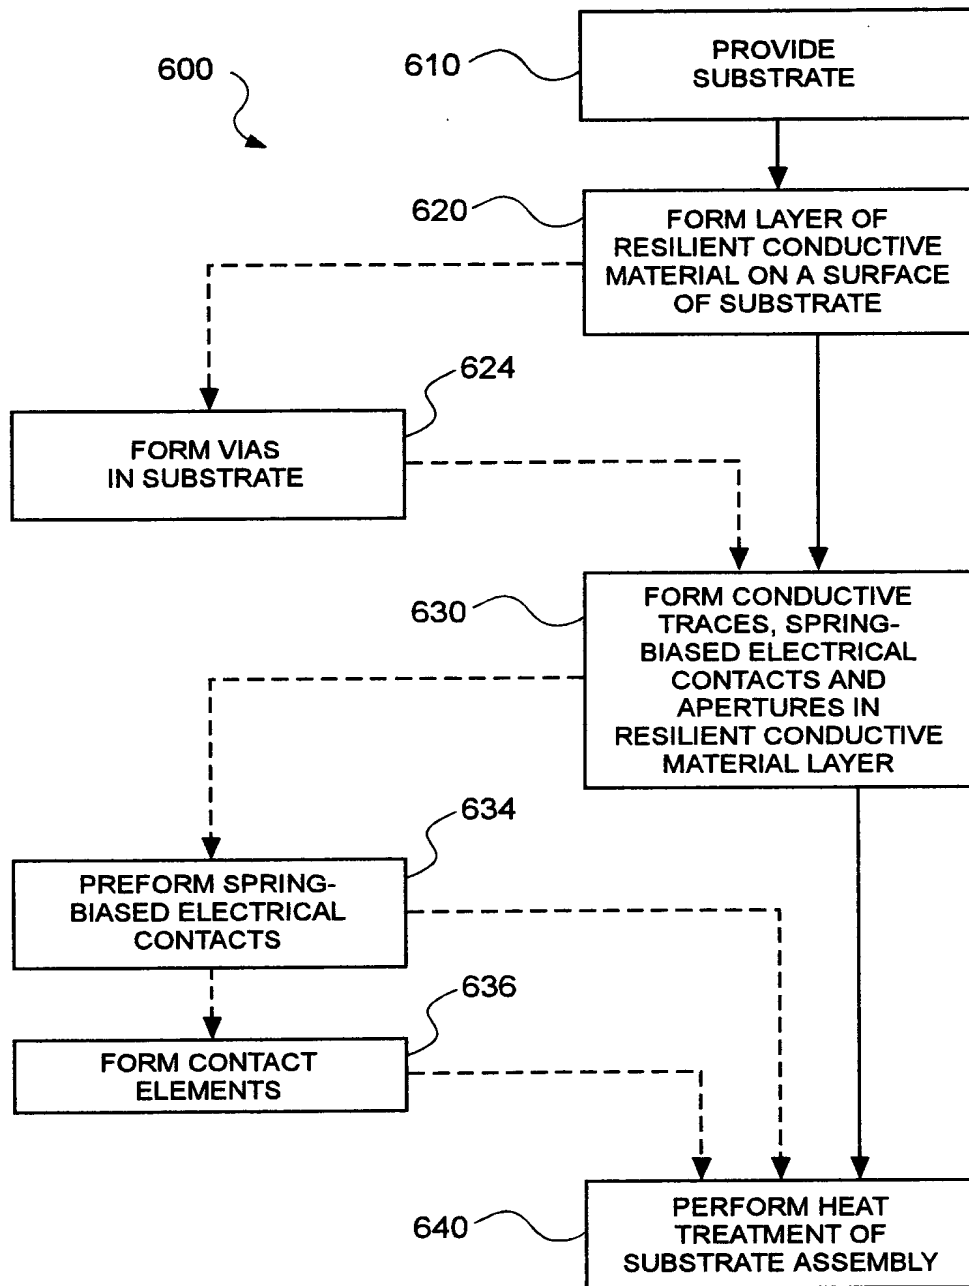 600
610
PROVIDE
SUBSTRATE
620
FORM LAYER OF
RESILIENT CONDUCTIVE
MATERIAL ON A SURFACE
OF SUBSTRATE
624
FORM VIAS
IN SUBSTRATE
630
FORM CONDUCTIVE
TRACES, SPRING-
BIASED ELECTRICAL
CONTACTS AND
APERTURES IN
RESILIENT CONDUCTIVE
MATERIAL LAYER
634
PREFORM SPRING-
BIASED ELECTRICAL
CONTACTS
636
FORM CONTACT
ELEMENTS
640
PERFORM HEAT
TREATMENT OF
SUBSTRATE ASSEMBLY